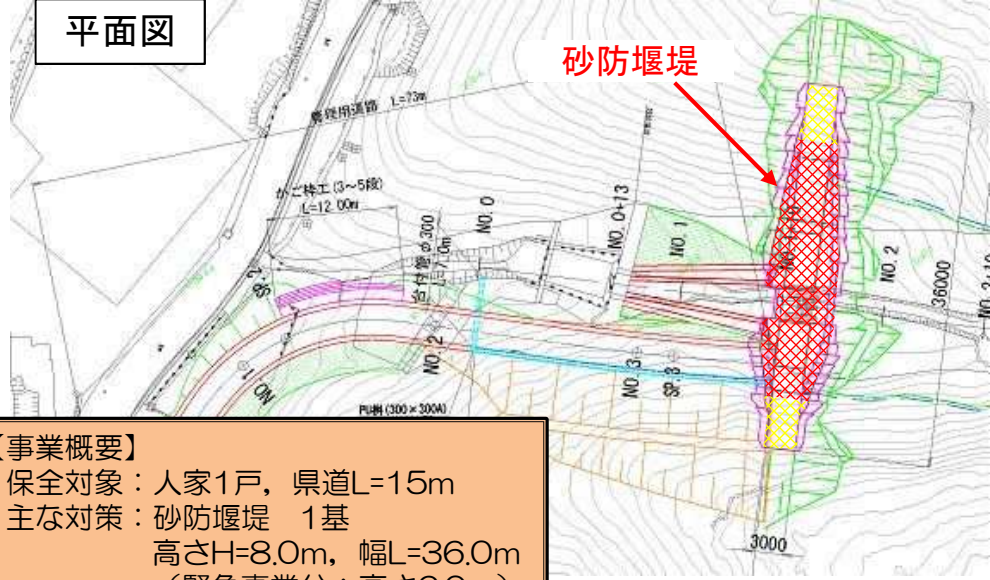 平面図
砂防堰堤
管理用道路 L=73m
かご枠工(3~5段)
L=12.00m
NO.0
NO.0+13
NO.1
NO.2
36000
SP.2
NO.2
NO.3
SP.3
NO.1
PU桝(300×300A)
3000
【事業概要】
保全対象：人家1戸，県道L=15m
主な対策：砂防堰堤　1基
高さH=8.0m，幅L=36.0m